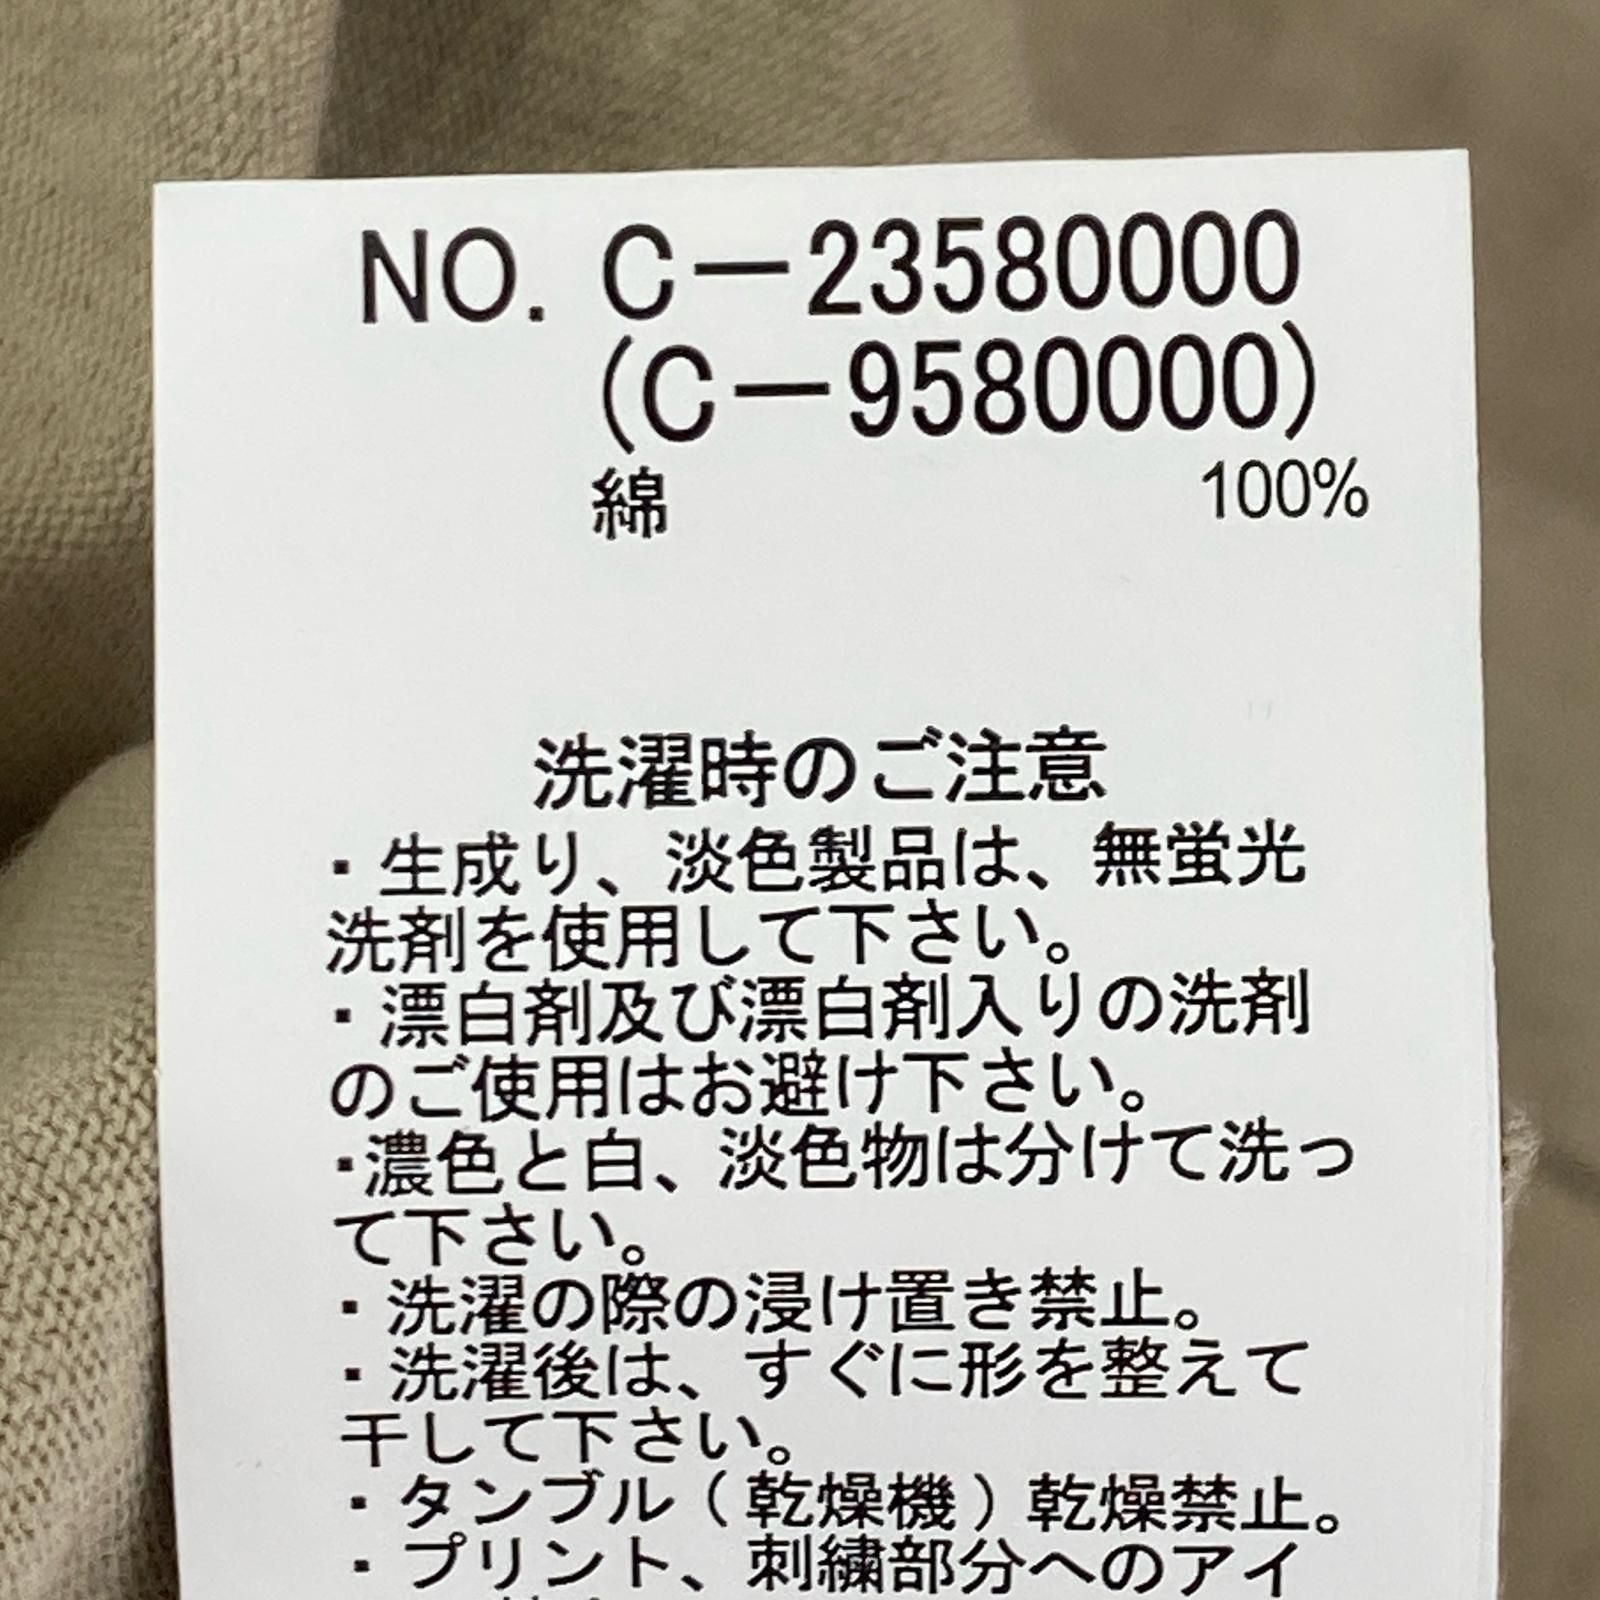 NO. C－23580000
(C－9580000)
綿 100%
洗濯時のご注意
・生成り、淡色製品は、無蛍光
洗剤を使用して下さい。
・漂白剤及び漂白剤入りの洗剤
のご使用はお避け下さい。
・濃色と白、淡色物は分けて洗っ
て下さい。
・洗濯の際の浸け置き禁止。
・洗濯後は、すぐに形を整えて
干して下さい。
・タンブル（乾燥機）乾燥禁止。
・プリント、刺繍部分へのアイ